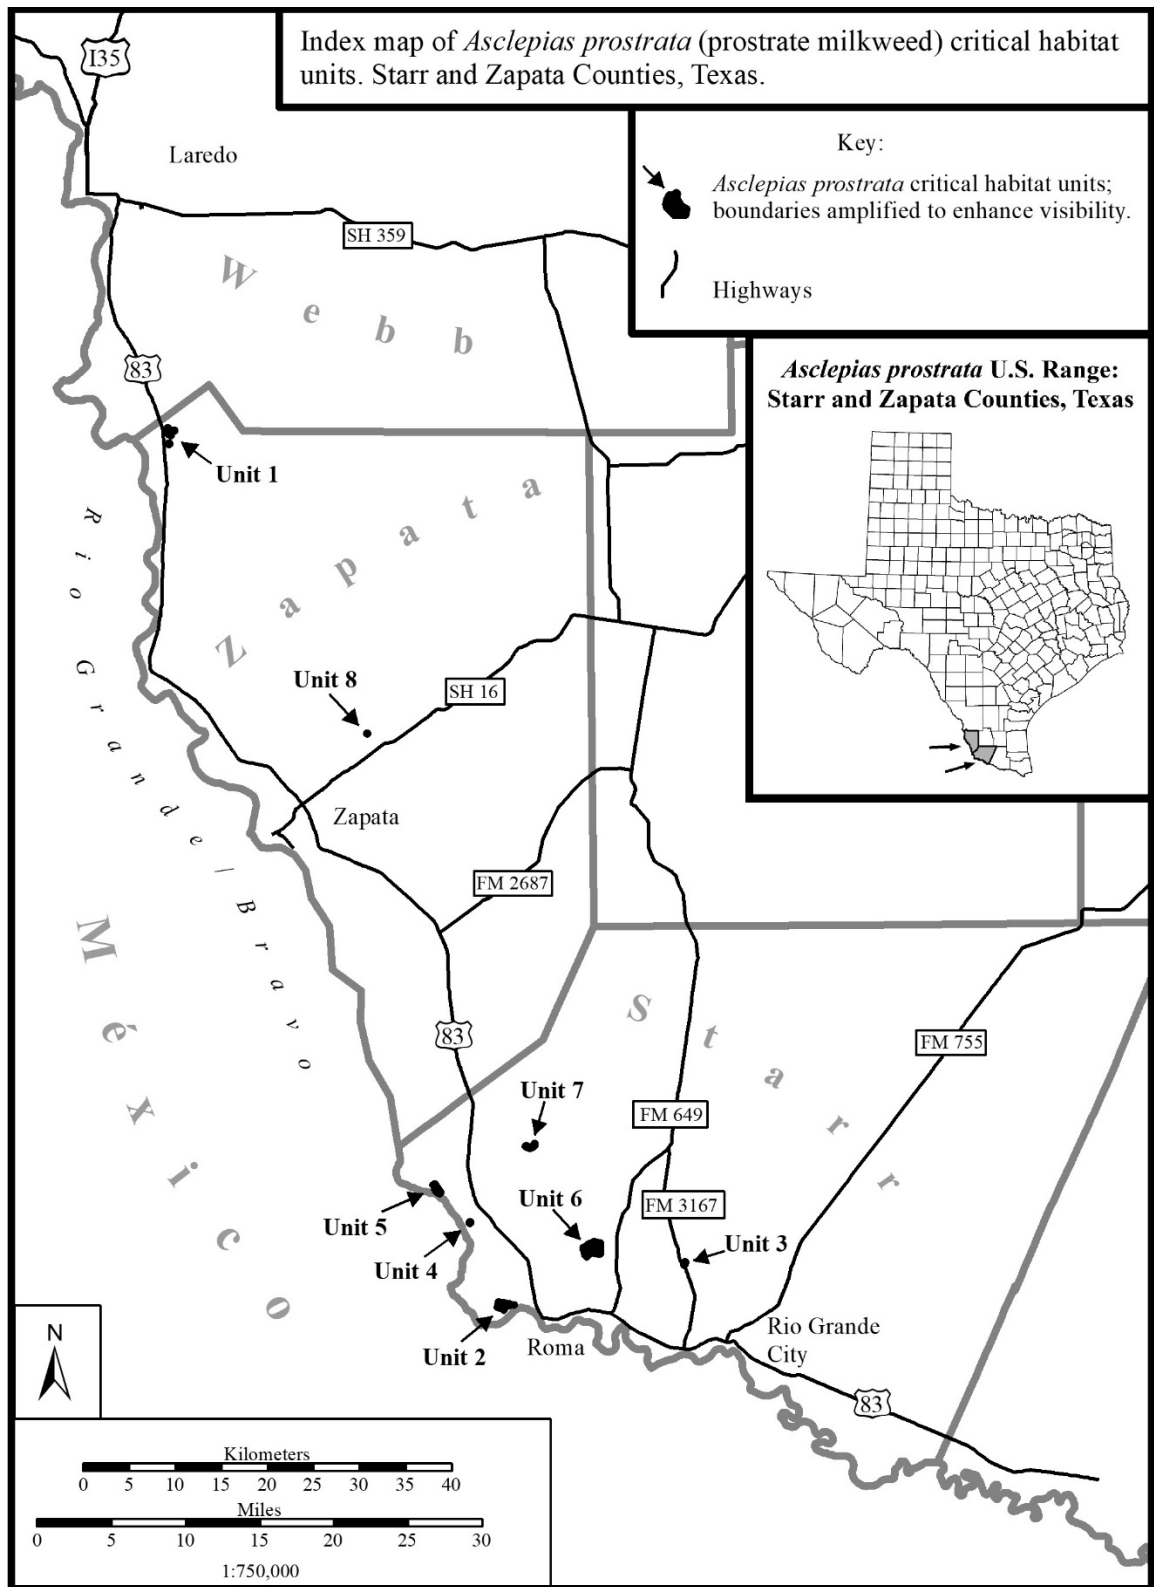 Index map of Asclepias prostrata (prostrate milkweed) critical habitat
units. Starr and Zapata Counties, Texas.
Key:
Asclepias prostrata critical habitat units;
boundaries amplified to enhance visibility.
Highways
Asclepias prostrata U.S. Range:
Starr and Zapata Counties, Texas
I35
Laredo
SH 359
Webb
83
Unit 1
Zapata
Rio Grande / Bravo
Unit 8
SH 16
Zapata
FM 2687
México
Starr
83
FM 755
Unit 7
FM 649
Unit 6
FM 3167
Unit 5
Unit 3
Unit 4
Unit 2
Roma
Rio Grande
City
83
N
Kilometers
0 5 10 15 20 25 30 35 40
Miles
0 5 10 15 20 25 30
1:750,000